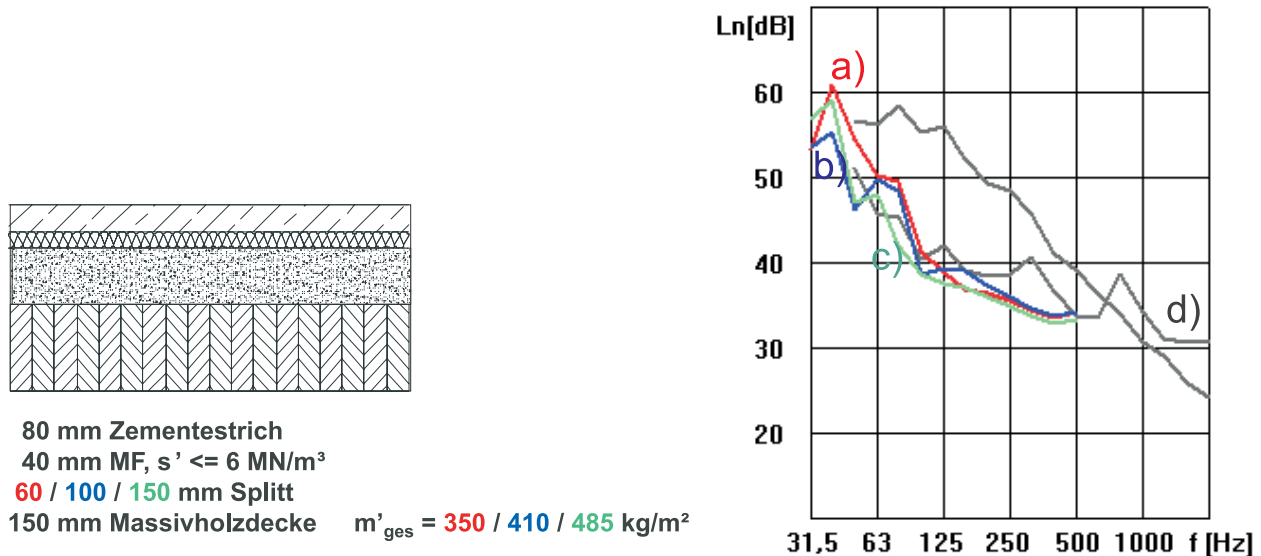 80 mm Zementestrich
40 mm MF, s' <= 6 MN/m³
60 / 100 / 150 mm Splitt
150 mm Massivholzdecke m'ges = 350 / 410 / 485 kg/m²
Ln[dB]
60
50
40
30
20
a)
b)
c)
d)
31,5 63 125 250 500 1000 f [Hz]